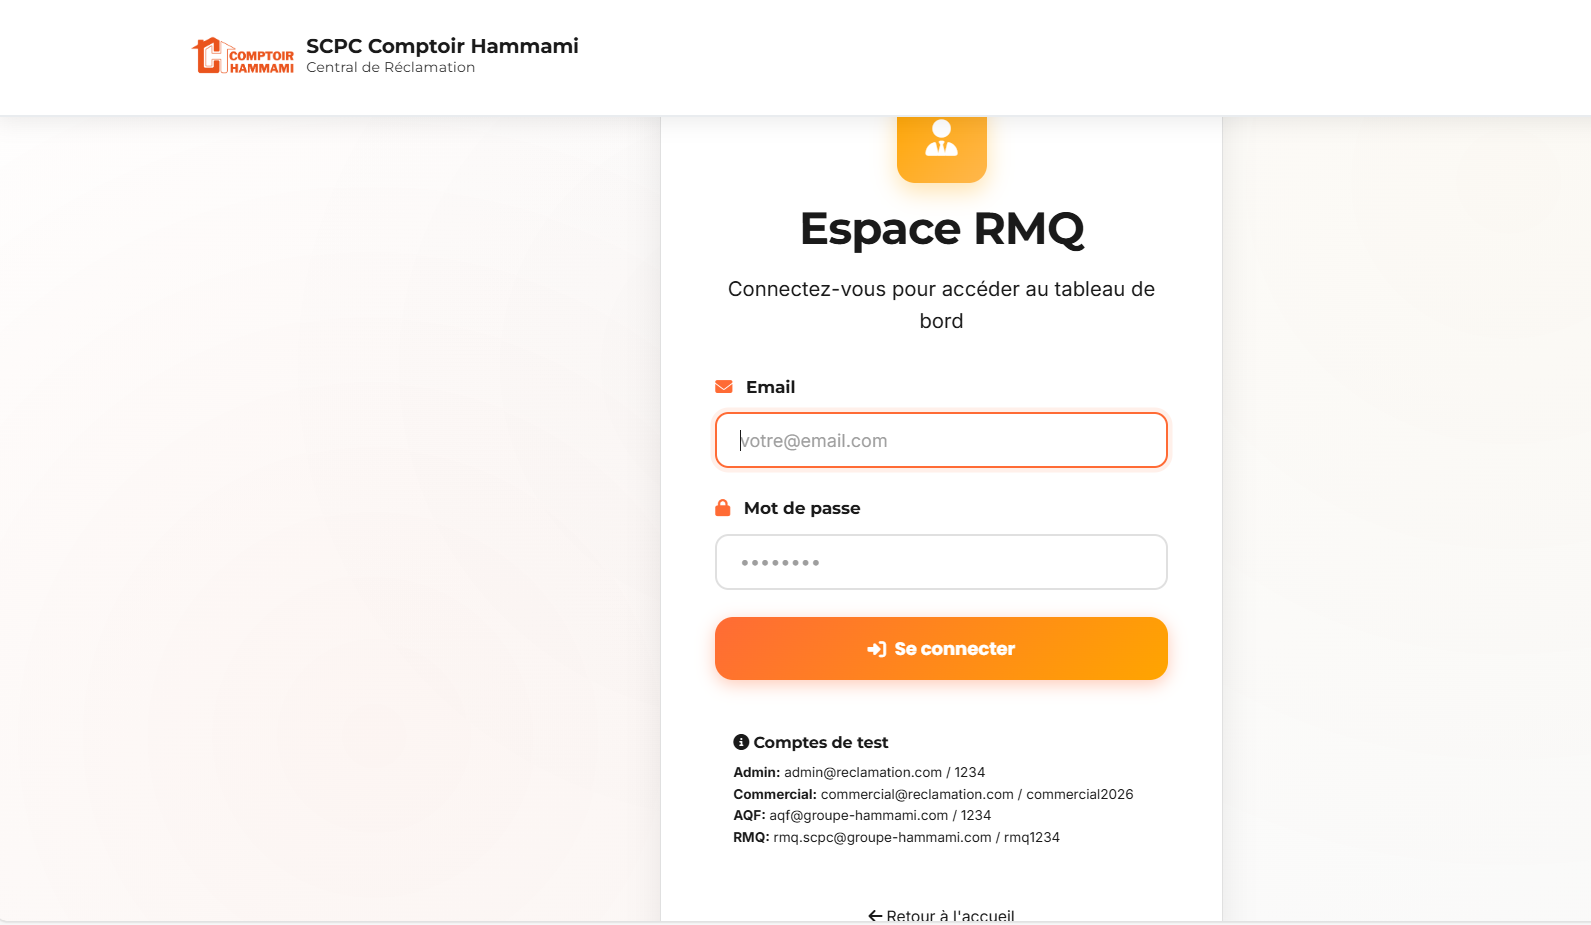 COMPTOIR
HAMMAMI
SCPC Comptoir Hammami
Central de Réclamation
Espace RMQ
Connectez-vous pour accéder au tableau de
bord
Email
votre@email.com
Mot de passe
••••••••
Se connecter
Comptes de test
Admin: admin@reclamation.com / 1234
Commercial: commercial@reclamation.com / commercial2026
AQF: aqf@groupe-hammami.com / 1234
RMQ: rmq.scpc@groupe-hammami.com / rmq1234
Retour à l'accueil